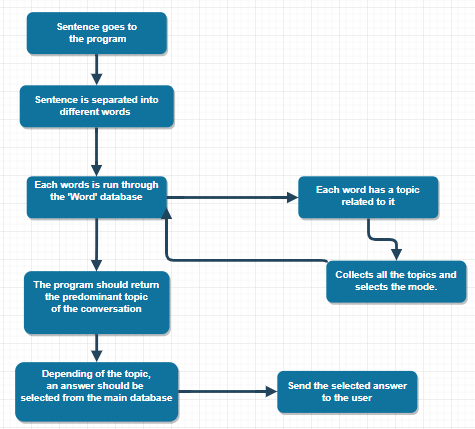 Sentence goes to
the program
Sentence is separated into
different words
Each words is run through
the 'Word' database
Each word has a topic
related to it
Collects all the topics and
selects the mode.
The program should return
the predominant topic
of the conversation
Depending of the topic,
an answer should be
selected from the main database
Send the selected answer
to the user